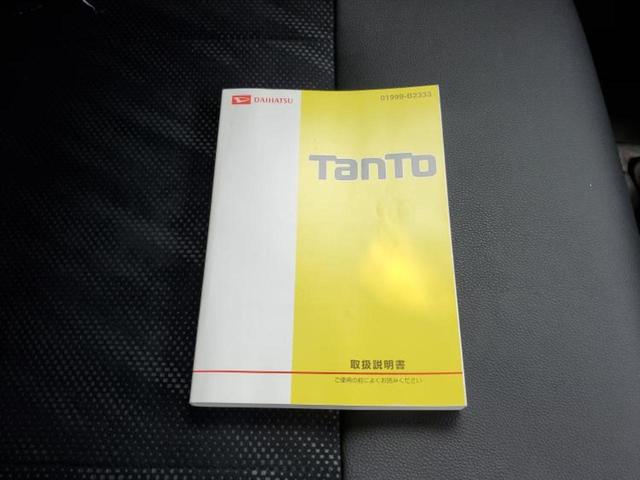 DAIHATSU
01999-B2333
TanTo
取扱説明書
ご使用の前によくお読みください